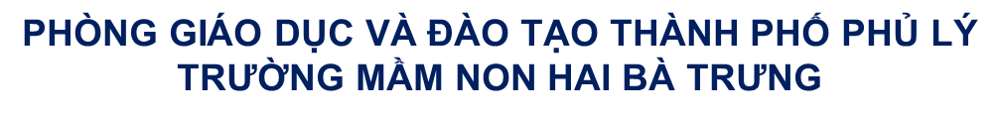 PHÒNG GIÁO DỤC VÀ ĐÀO TẠO THÀNH PHỐ PHỦ LÝ
TRƯỜNG MẦM NON HAI BÀ TRƯNG